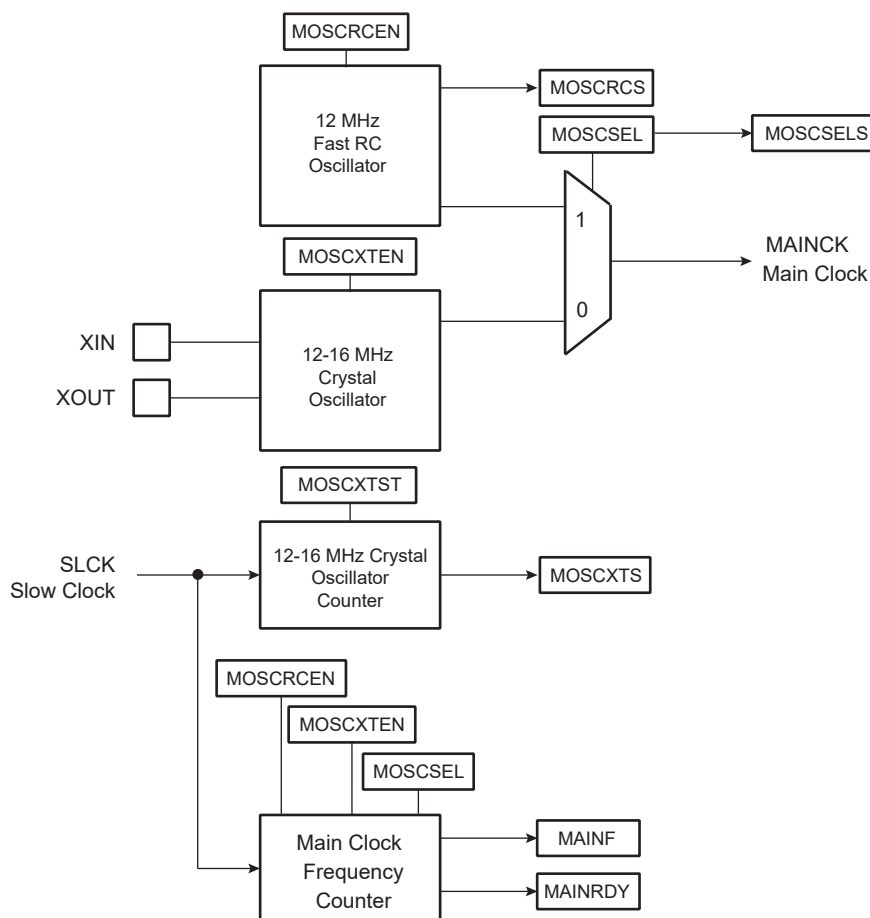 MOSCRCEN
12 MHz
Fast RC
Oscillator
MOSCRCS
MOSCSEL
MOSCSELS
1
0
MAINCK
Main Clock
MOSCXTEN
XIN
XOUT
12-16 MHz
Crystal
Oscillator
MOSCXTST
SLCK
Slow Clock
12-16 MHz Crystal
Oscillator
Counter
MOSCXTS
MOSCRCEN
MOSCXTEN
MOSCSEL
Main Clock
Frequency
Counter
MAINF
MAINRDY